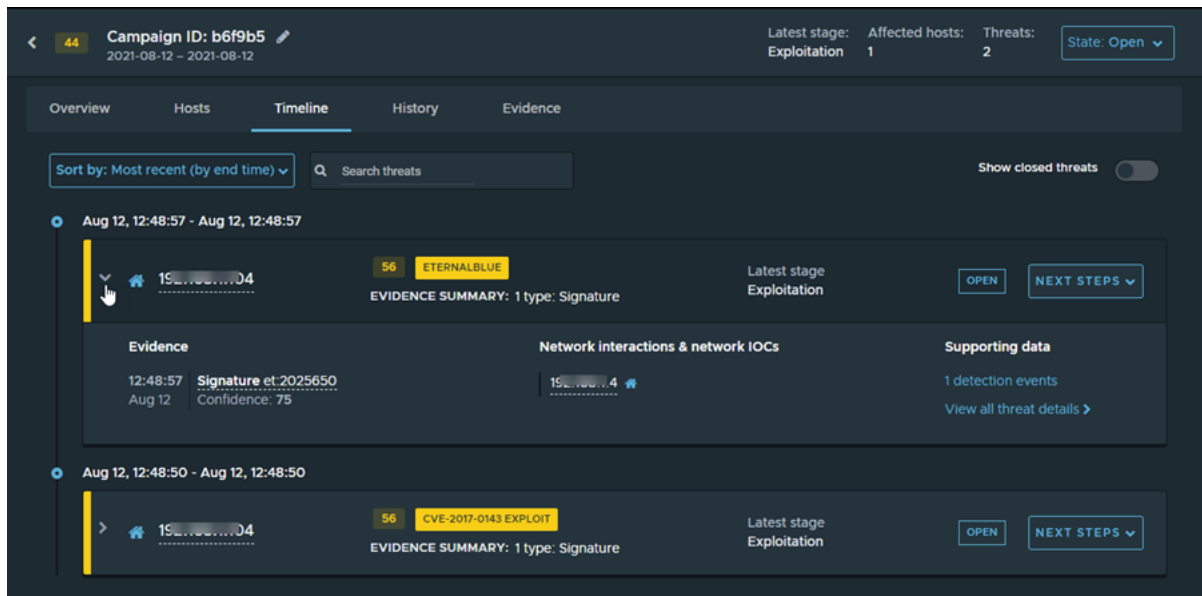 44 Campaign ID: b6f9b5
2021-08-12 – 2021-08-12
Latest stage: Affected hosts: Threats:
Exploitation 1 2
State: Open
Overview Hosts Timeline History Evidence
Sort by: Most recent (by end time) Search threats
Show closed threats
Aug 12, 12:48:57 - Aug 12, 12:48:57
56 ETERNALBLUE
EVIDENCE SUMMARY: 1 type: Signature
Latest stage
Exploitation
OPEN NEXT STEPS
Evidence
12:48:57 Signature et:2025650
Aug 12 Confidence: 75
Network interactions & network IOCs
Supporting data
1 detection events
View all threat details
Aug 12, 12:48:50 - Aug 12, 12:48:50
56 CVE-2017-0143 EXPLOIT
EVIDENCE SUMMARY: 1 type: Signature
Latest stage
Exploitation
OPEN NEXT STEPS